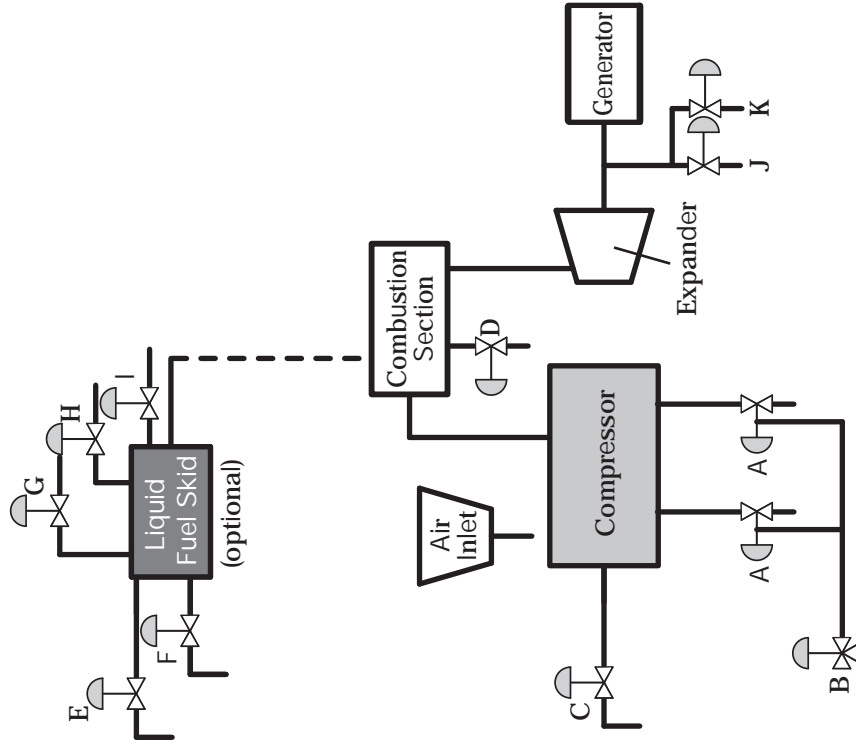 G
H
E
I
Liquid
Fuel Skid
(optional)
F
Combustion
Section
Air
Inlet
D
C
Compressor
Generator
Expander
A
A
J
K
B